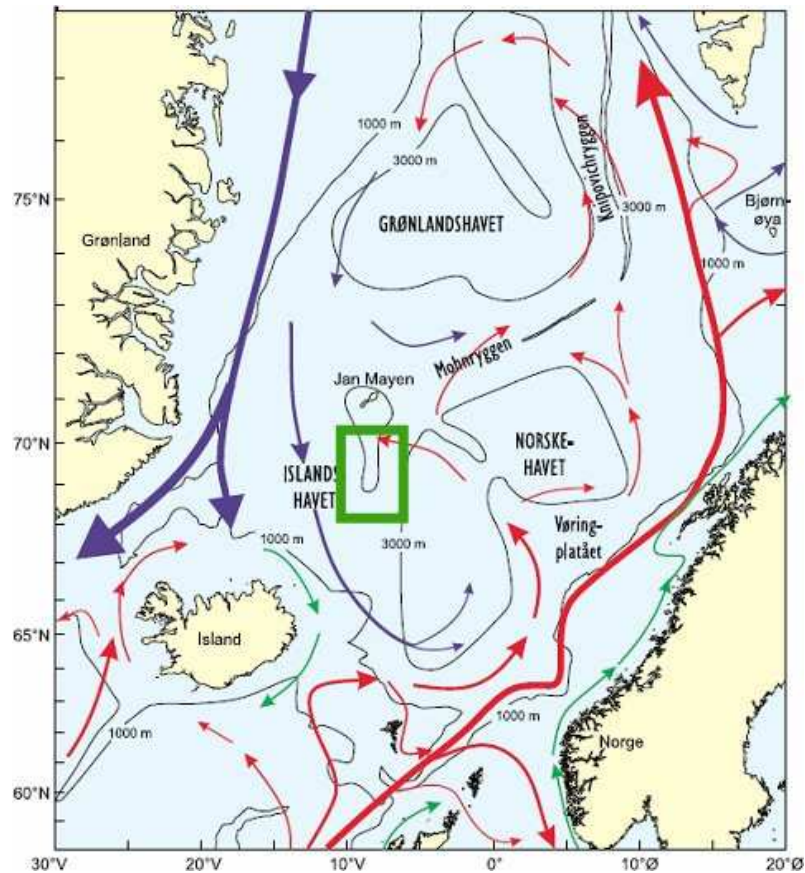 1000 m
3000 m
75°N
Grønland
GRØNLANDSHAVET
Knipovichryggen
3000 m
Bjørn-
øya
1000 m
Mohnryggen
Jan Mayen
70°N
ISLANDS
HAVET
NORSKE-
HAVET
Vøring-
platået
1000 m
3000 m
65°N
Island
1000 m
1000 m
Norge
60°N
30°V
20°V
10°V
0°
10°Ø
20°Ø